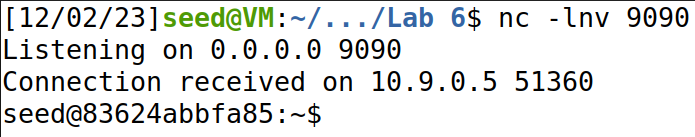 [12/02/23]seed@VM:~/.../Lab 6$ nc -lnv 9090
Listening on 0.0.0.0 9090
Connection received on 10.9.0.5 51360
seed@83624abbfa85:~$